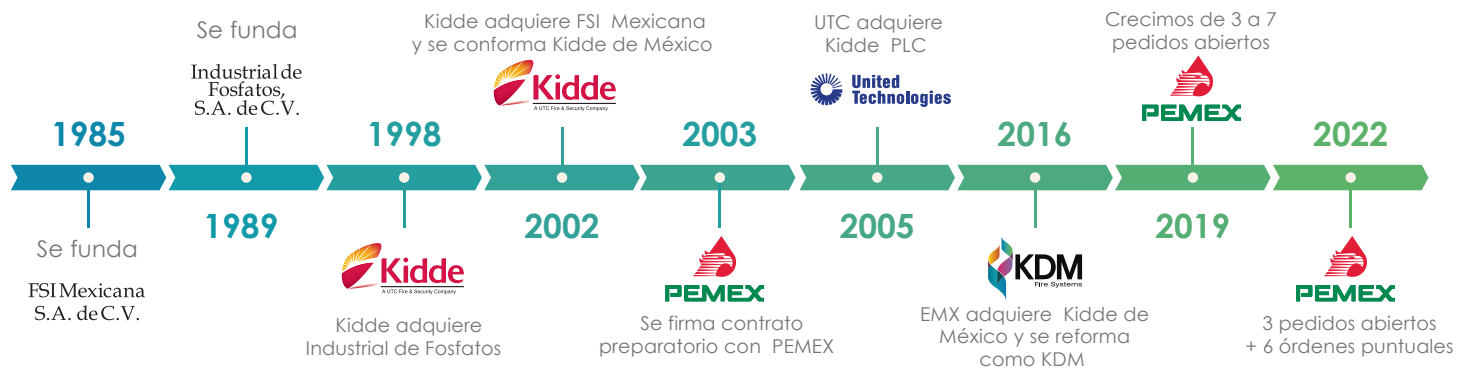 1985
Se funda
FSI Mexicana
S.A. de C.V.
Se funda
Industrial de
Fosfatos,
S.A. de C.V.
1989
1998
Kidde
A UTC Fire & Security Company
Kidde adquiere
Industrial de Fosfatos
Kidde adquiere FSI Mexicana
y se conforma Kidde de México
Kidde
A UTC Fire & Security Company
2002
2003
PEMEX
Se firma contrato
preparatorio con PEMEX
UTC adquiere
Kidde PLC
United
Technologies
2005
2016
KDM
Fire Systems
EMX adquiere Kidde de
México y se reforma
como KDM
Crecimos de 3 a 7
pedidos abiertos
PEMEX
2019
2022
PEMEX
3 pedidos abiertos
+ 6 órdenes puntuales